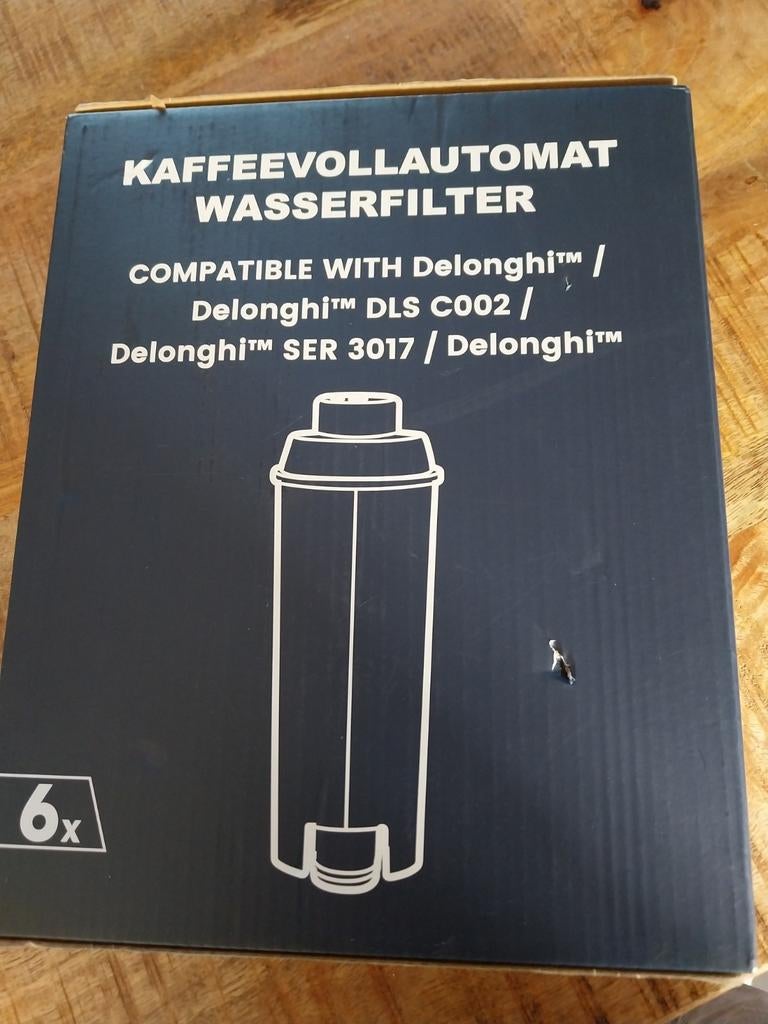 KAFFEEVOLLAUTOMAT
WASSERFILTER
COMPATIBLE WITH Delonghi™ /
Delonghi™ DLS C002 /
Delonghi™ SER 3017 / Delonghi™
6x